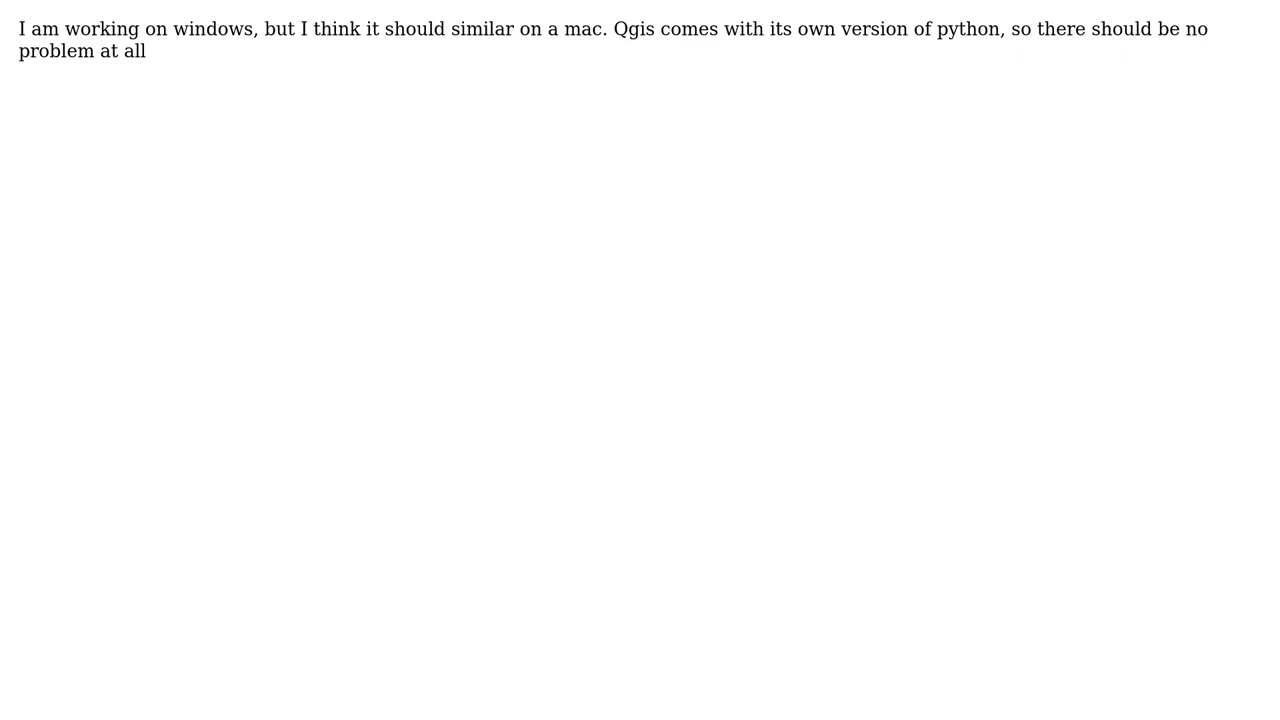 I am working on windows, but I think it should similar on a mac. Qgis comes with its own version of python, so there should be no
problem at all